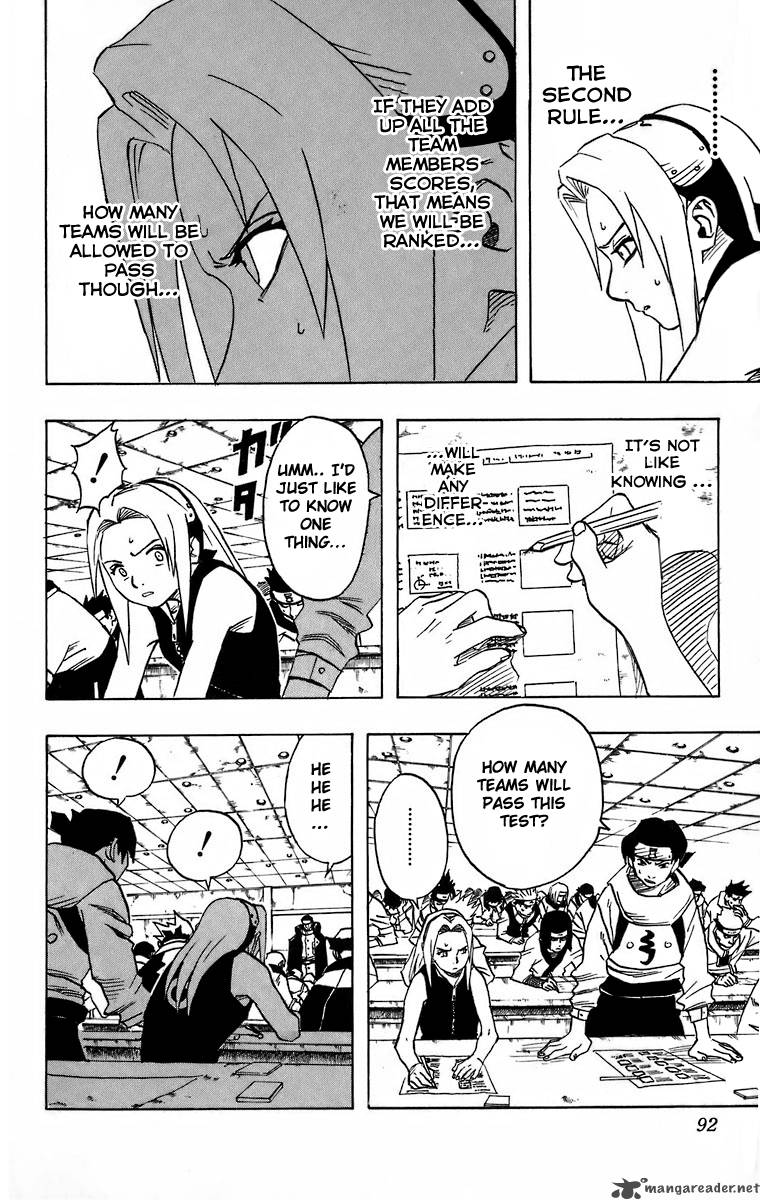 THE
SECOND
RULE...
IF THEY ADD
UP ALL THE
TEAM
MEMBERS
SCORES,
THAT MEANS
WE WILL BE
RANKED...
HOW MANY
TEAMS WILL BE
ALLOWED TO
PASS
THOUGH...
IT'S NOT
LIKE
KNOWING ...
...WILL
MAKE
ANY
DIFFER
ENCE...
ガタ
UMM.. I'D
JUST LIKE
TO KNOW
ONE
THING...
!
HOW MANY
TEAMS WILL
PASS THIS
TEST?
.........
HE
HE
HE
...
!
!
92
mangareader.net